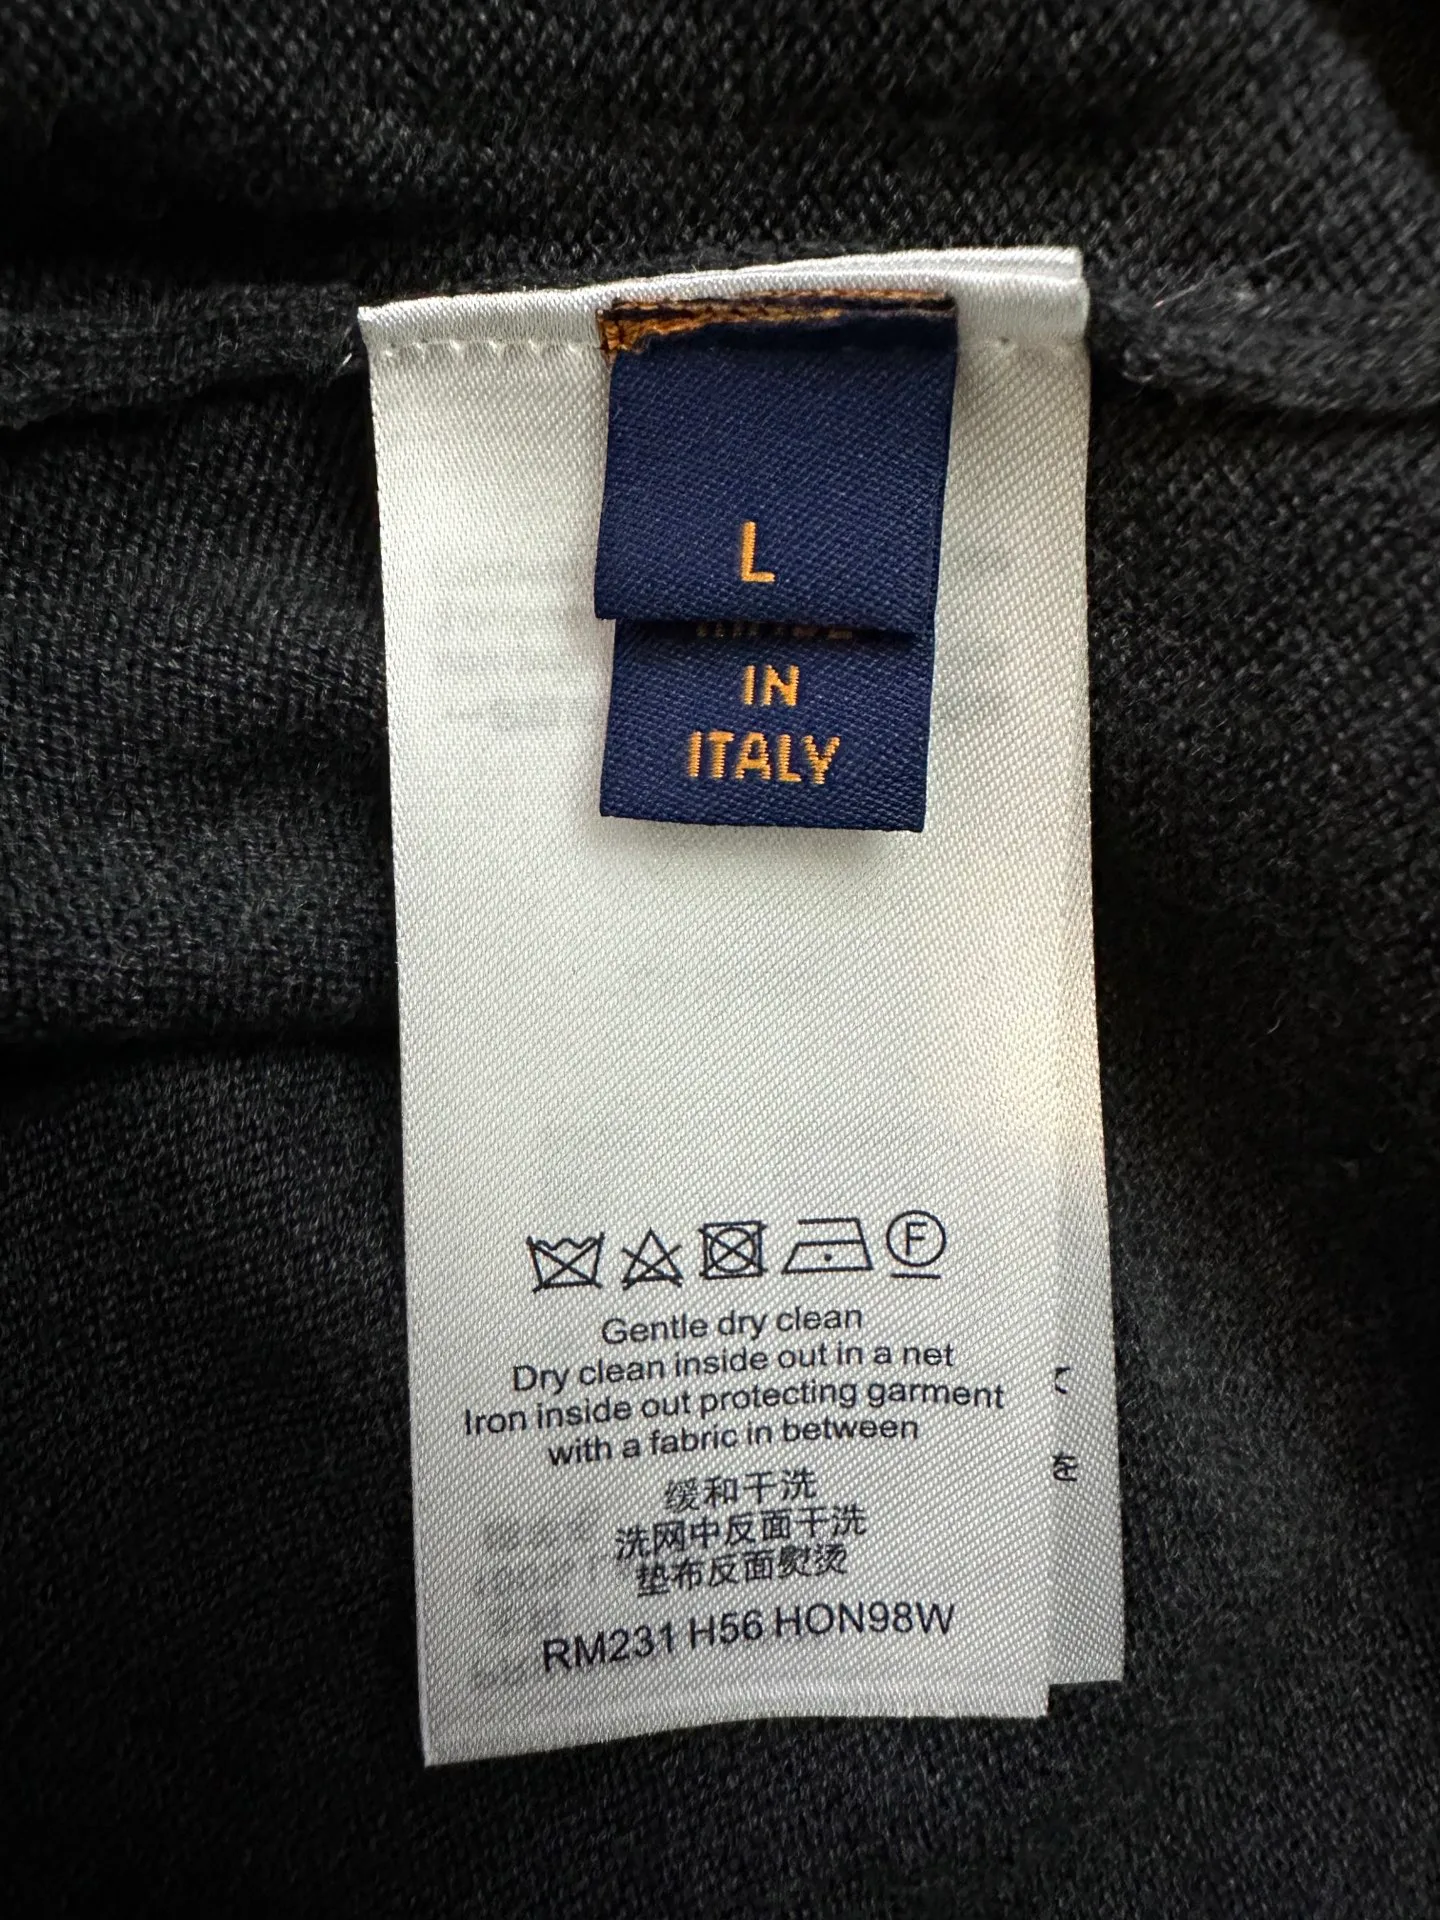 L
IN
ITALY
F
Gentle dry clean
Dry clean inside out in a net
Iron inside out protecting garment
with a fabric in between
て
を
缓和干洗
洗网中反面干洗
垫布反面熨烫
RM231 H56 HON98W